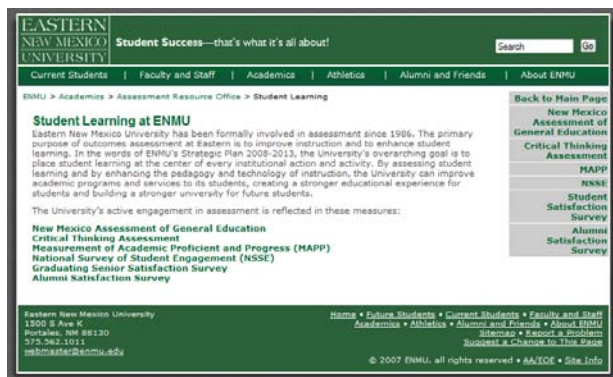 EASTERN
NEW MEXICO
UNIVERSITY
Student Success—that's what it's all about!
Search
Go
Current Students | Faculty and Staff | Academics | Athletics | Alumni and Friends | About ENMU
ENMU > Academics > Assessment Resource Office > Student Learning
Student Learning at ENMU
Eastern New Mexico University has been formally involved in assessment since 1986. The primary
purpose of outcomes assessment at Eastern is to improve instruction and to enhance student
learning. In the words of ENMU's Strategic Plan 2008-2013, the University's overarching goal is to
place student learning at the center of every institutional action and activity. By assessing student
learning and by enhancing the pedagogy and technology of instruction, the University can improve
academic programs and services to its students, creating a stronger educational experience for
students and building a stronger university for future students.
The University's active engagement in assessment is reflected in these measures:
New Mexico Assessment of General Education
Critical Thinking Assessment
Measurement of Academic Proficient and Progress (MAPP)
National Survey of Student Engagement (NSSE)
Graduating Senior Satisfaction Survey
Alumni Satisfaction Survey
Back to Main Page
New Mexico
Assessment of
General Education
Critical Thinking
Assessment
MAPP
NSSE
Student
Satisfaction
Survey
Alumni
Satisfaction
Survey
Eastern New Mexico University
1500 S Ave K
Portales, NM 88130
575.562.1011
webmaster@enmu.edu
Home • Future Students • Current Students • Faculty and Staff
Academics • Athletics • Alumni and Friends • About ENMU
Sitemap • Report a Problem
Suggest a Change to This Page
© 2007 ENMU, all rights reserved • AA/EOE • Site Info